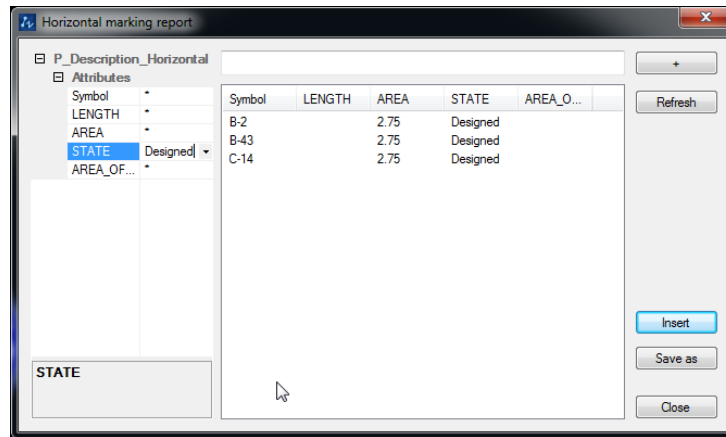 Horizontal marking report
P_Description_Horizontal
Attributes
Symbol *
LENGTH *
AREA *
STATE Designed
AREA_OF... *
STATE
Symbol LENGTH AREA STATE AREA_O...
B-2 2.75 Designed
B-43 2.75 Designed
C-14 2.75 Designed
+
Refresh
Insert
Save as
Close